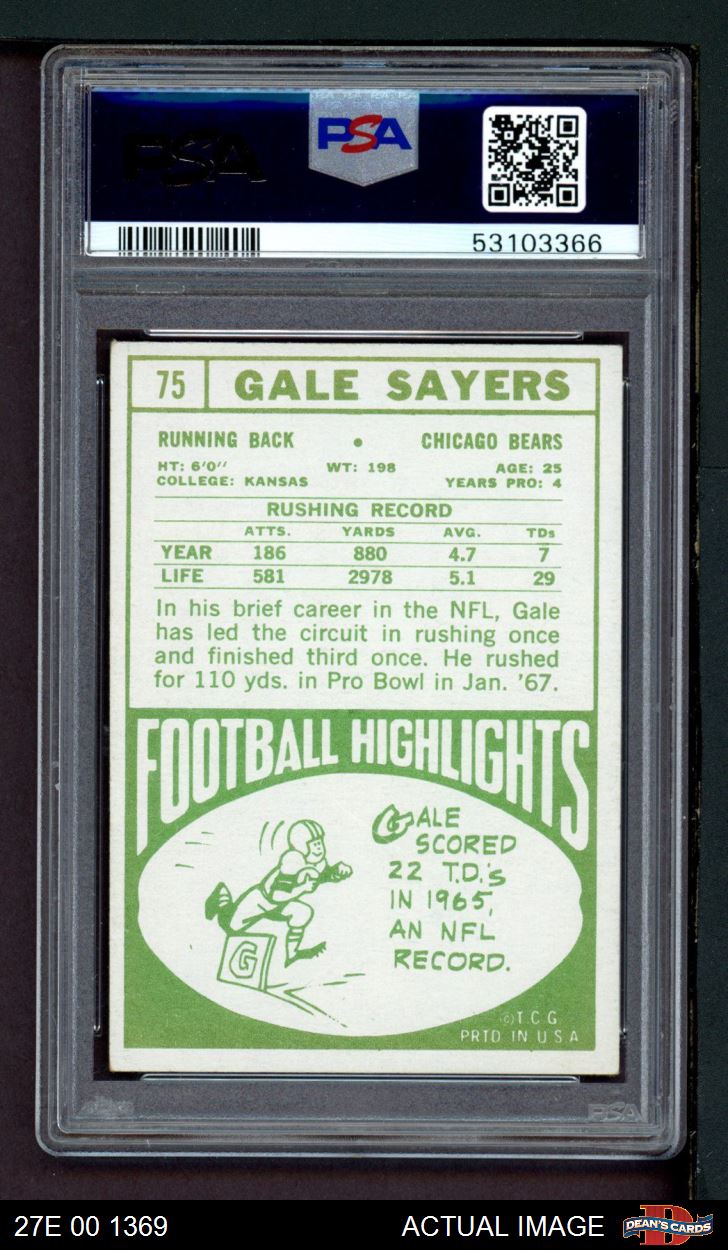 PSA
PSA
53103366
75 GALE SAYERS
RUNNING BACK • CHICAGO BEARS
HT: 6'0" WT: 198 AGE: 25
COLLEGE: KANSAS YEARS PRO: 4
RUSHING RECORD
ATTS. YARDS AVG. TDs
YEAR 186 880 4.7 7
LIFE 581 2978 5.1 29
In his brief career in the NFL, Gale
has led the circuit in rushing once
and finished third once. He rushed
for 110 yds. in Pro Bowl in Jan. '67.
FOOTBALL HIGHLIGHTS
GALE
SCORED
22 T.D.'S
IN 1965,
AN NFL
RECORD.
G
©T.C.G.
PRTD IN U S A
PSA
27E 00 1369 ACTUAL IMAGE DEAN'S CARDS